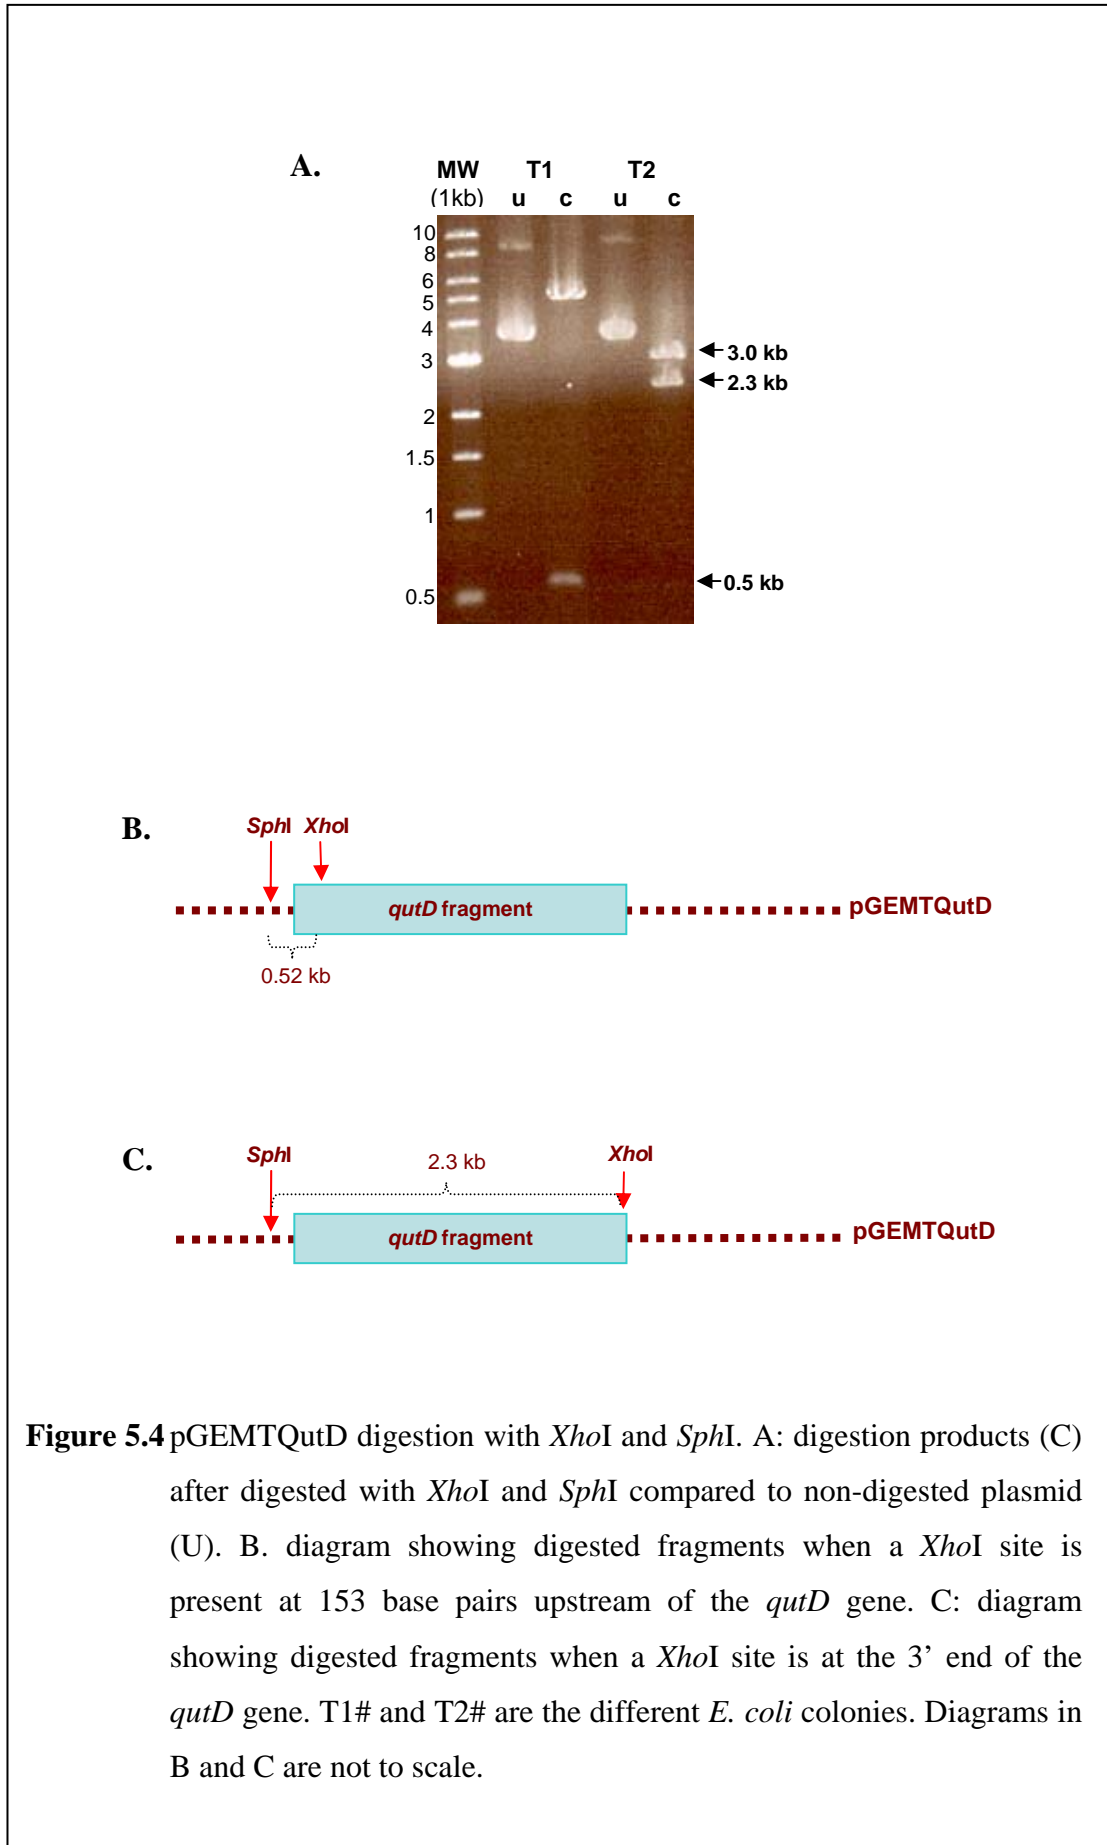 A.
MW T1 T2
(1kb) u c u c
10
8
6
5
4
3
2
1.5
1
0.5
3.0 kb
2.3 kb
0.5 kb
B.
SphI XhoI
qutD fragment
pGEMTQutD
0.52 kb
C.
SphI
2.3 kb
XhoI
qutD fragment
pGEMTQutD
Figure 5.4 pGEMTQutD digestion with XhoI and SphI. A: digestion products (C)
after digested with XhoI and SphI compared to non-digested plasmid
(U). B. diagram showing digested fragments when a XhoI site is
present at 153 base pairs upstream of the qutD gene. C: diagram
showing digested fragments when a XhoI site is at the 3’ end of the
qutD gene. T1# and T2# are the different E. coli colonies. Diagrams in
B and C are not to scale.